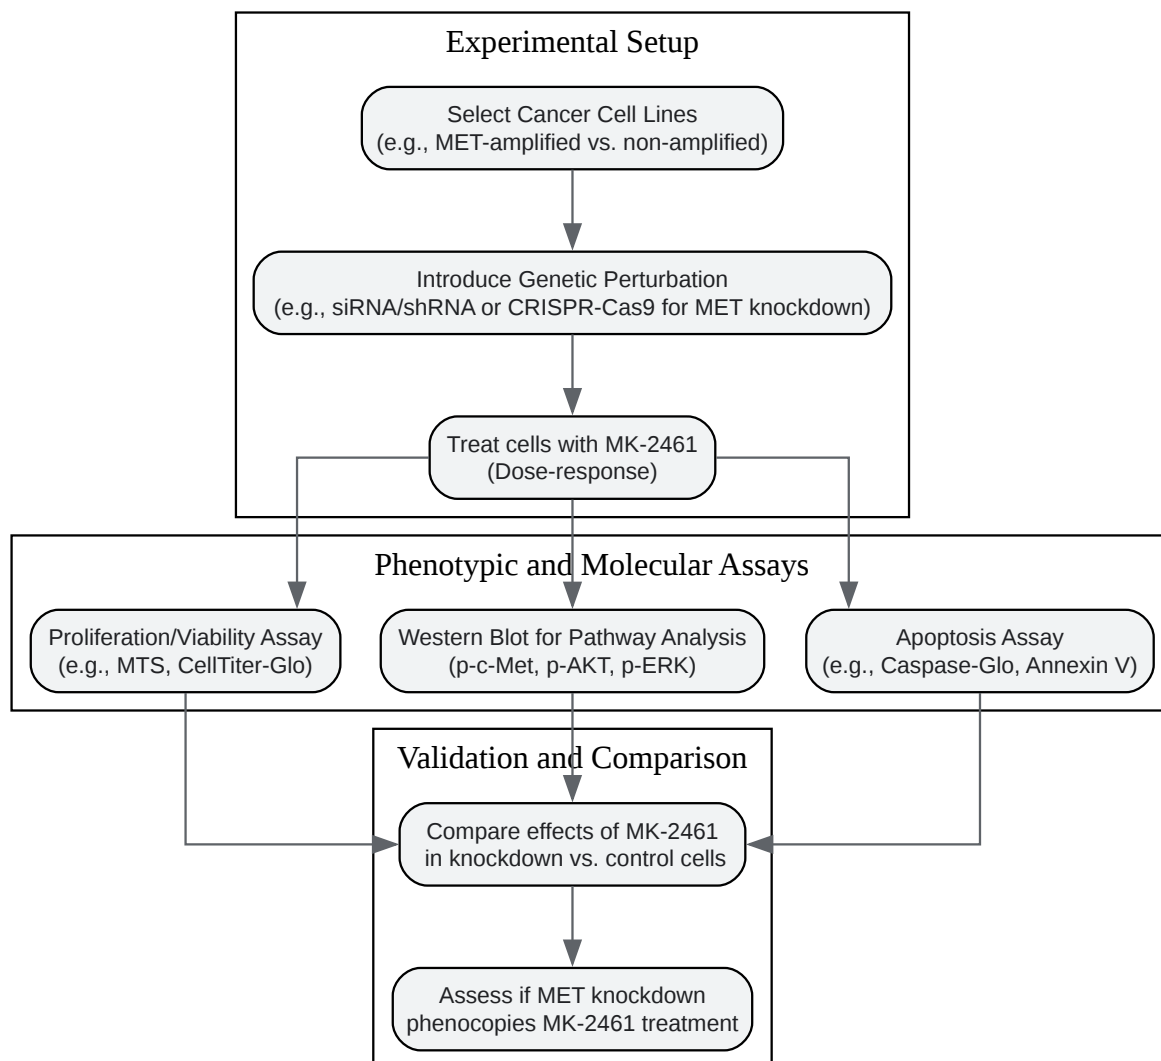 Experimental Setup
Select Cancer Cell Lines
(e.g., MET-amplified vs. non-amplified)
Introduce Genetic Perturbation
(e.g., siRNA/shRNA or CRISPR-Cas9 for MET knockdown)
Treat cells with MK-2461
(Dose-response)
Phenotypic and Molecular Assays
Proliferation/Viability Assay
(e.g., MTS, CellTiter-Glo)
Western Blot for Pathway Analysis
(p-c-Met, p-AKT, p-ERK)
Apoptosis Assay
(e.g., Caspase-Glo, Annexin V)
Validation and Comparison
Compare effects of MK-2461
in knockdown vs. control cells
Assess if MET knockdown
phenocopies MK-2461 treatment